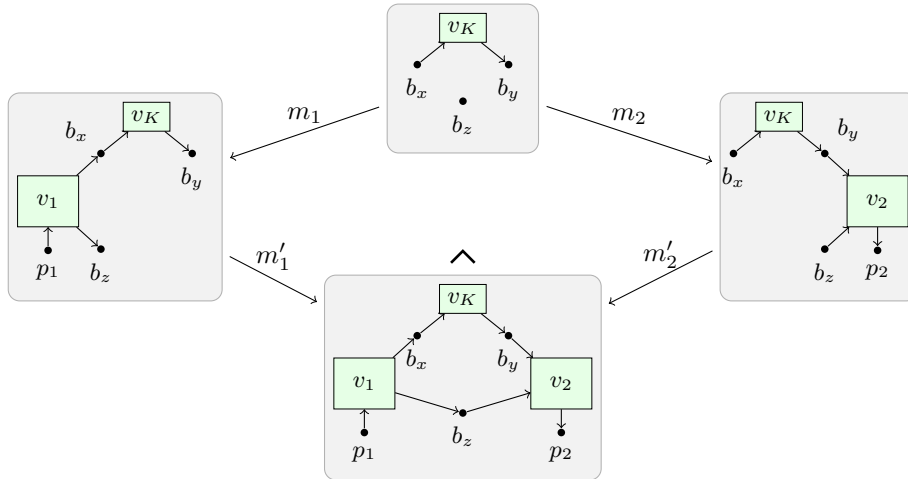 v_K
b_x b_y
b_z
m_1 m_2
v_K
b_x
b_y
v_1
p_1 b_z
v_K
b_y
b_x
v_2
b_z p_2
m'_1 m'_2
v_K
b_x b_y
v_1 v_2
b_z
p_1 p_2